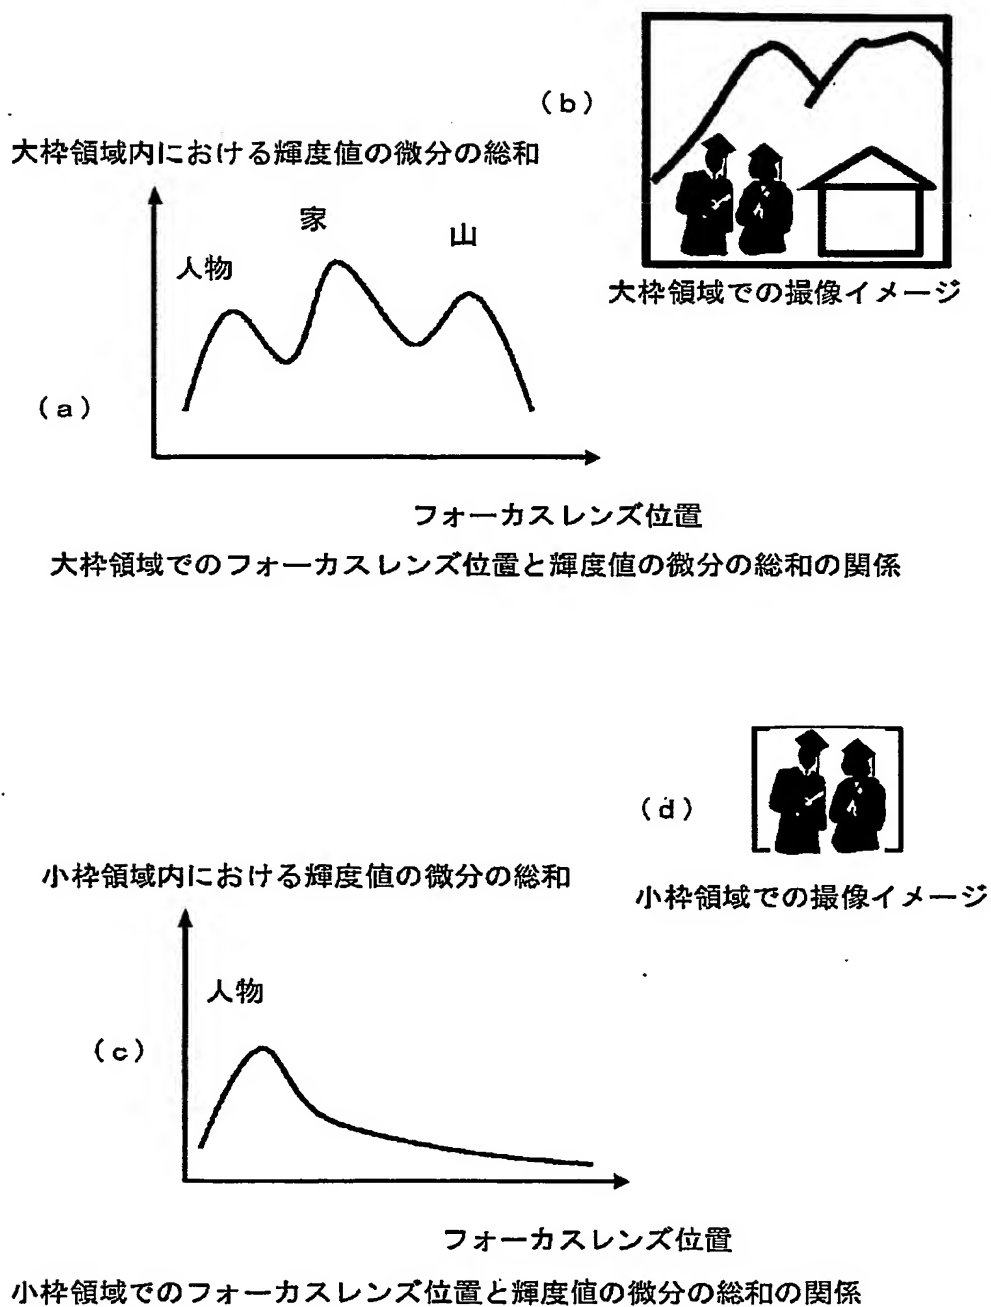 (b)
大枠領域内における輝度値の微分の総和
家
山
人物
大枠領域での撮像イメージ
(a)
フォーカスレンズ位置
大枠領域でのフォーカスレンズ位置と輝度値の微分の総和の関係
(d)
小枠領域内における輝度値の微分の総和
小枠領域での撮像イメージ
人物
(c)
フォーカスレンズ位置
小枠領域でのフォーカスレンズ位置と輝度値の微分の総和の関係